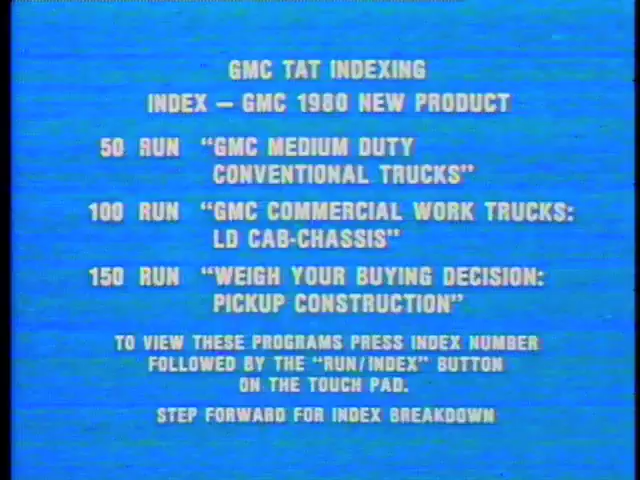 GMC TAT INDEXING
INDEX – GMC 1980 NEW PRODUCT
50 RUN "GMC MEDIUM DUTY
CONVENTIONAL TRUCKS"
100 RUN "GMC COMMERCIAL WORK TRUCKS:
LD CAB-CHASSIS"
150 RUN "WEIGH YOUR BUYING DECISION:
PICKUP CONSTRUCTION"
TO VIEW THESE PROGRAMS PRESS INDEX NUMBER
FOLLOWED BY THE "RUN/INDEX" BUTTON
ON THE TOUCH PAD.
STEP FORWARD FOR INDEX BREAKDOWN